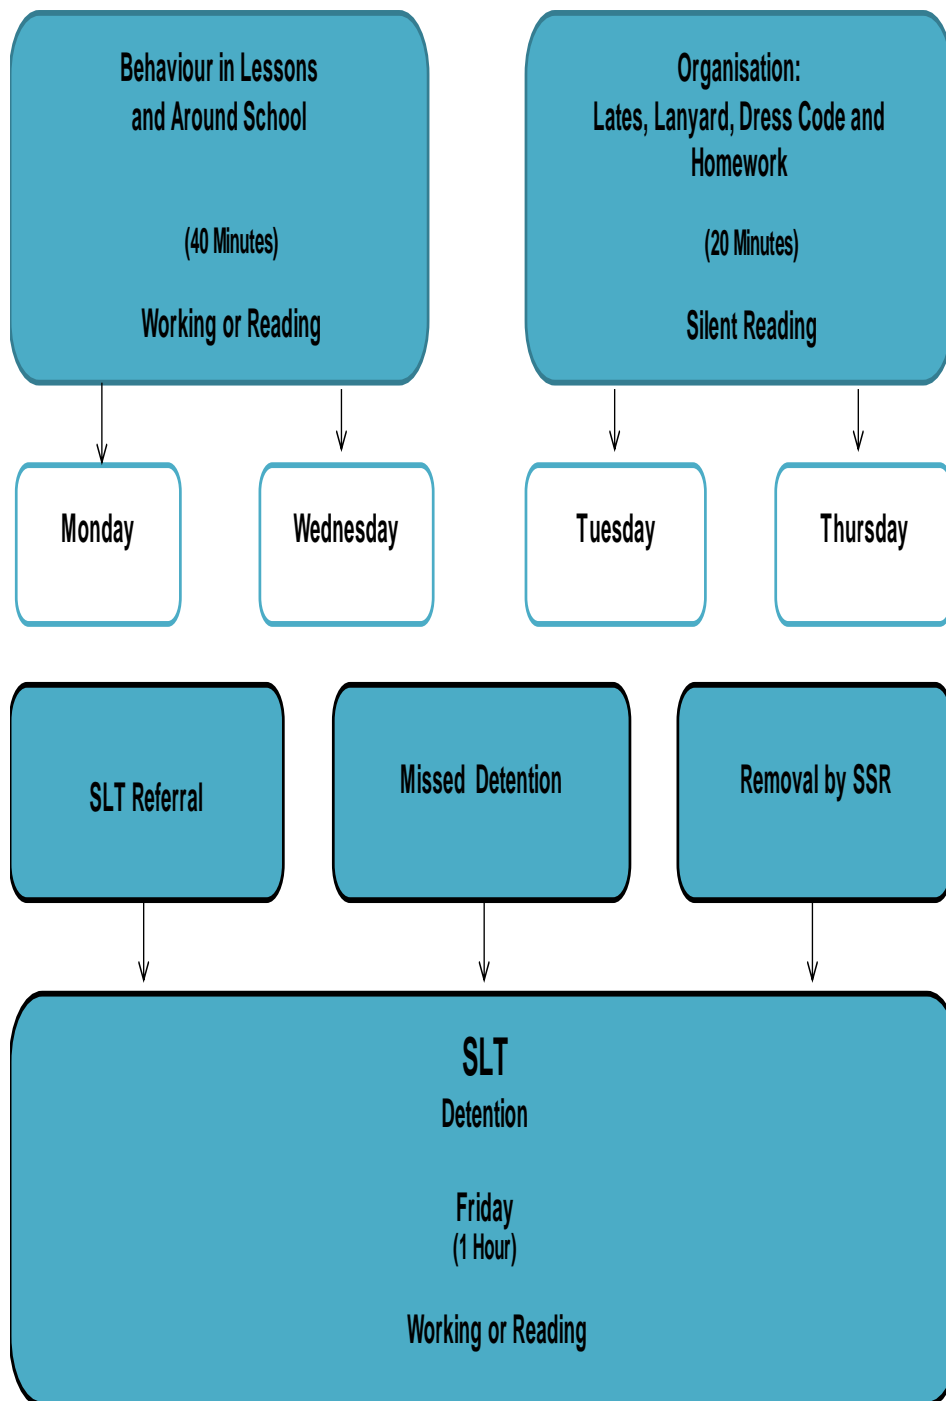 Behaviour in Lessons
and Around School
(40 Minutes)
Working or Reading
Organisation:
Lates, Lanyard, Dress Code and
Homework
(20 Minutes)
Silent Reading
Monday
Wednesday
Tuesday
Thursday
SLT Referral
Missed Detention
Removal by SSR
SLT
Detention
Friday
(1 Hour)
Working or Reading